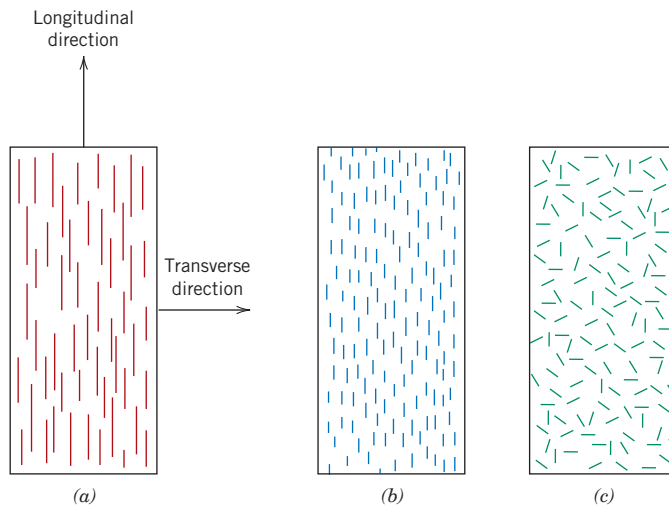 Longitudinal
direction
Transverse
direction
(a)
(b)
(c)